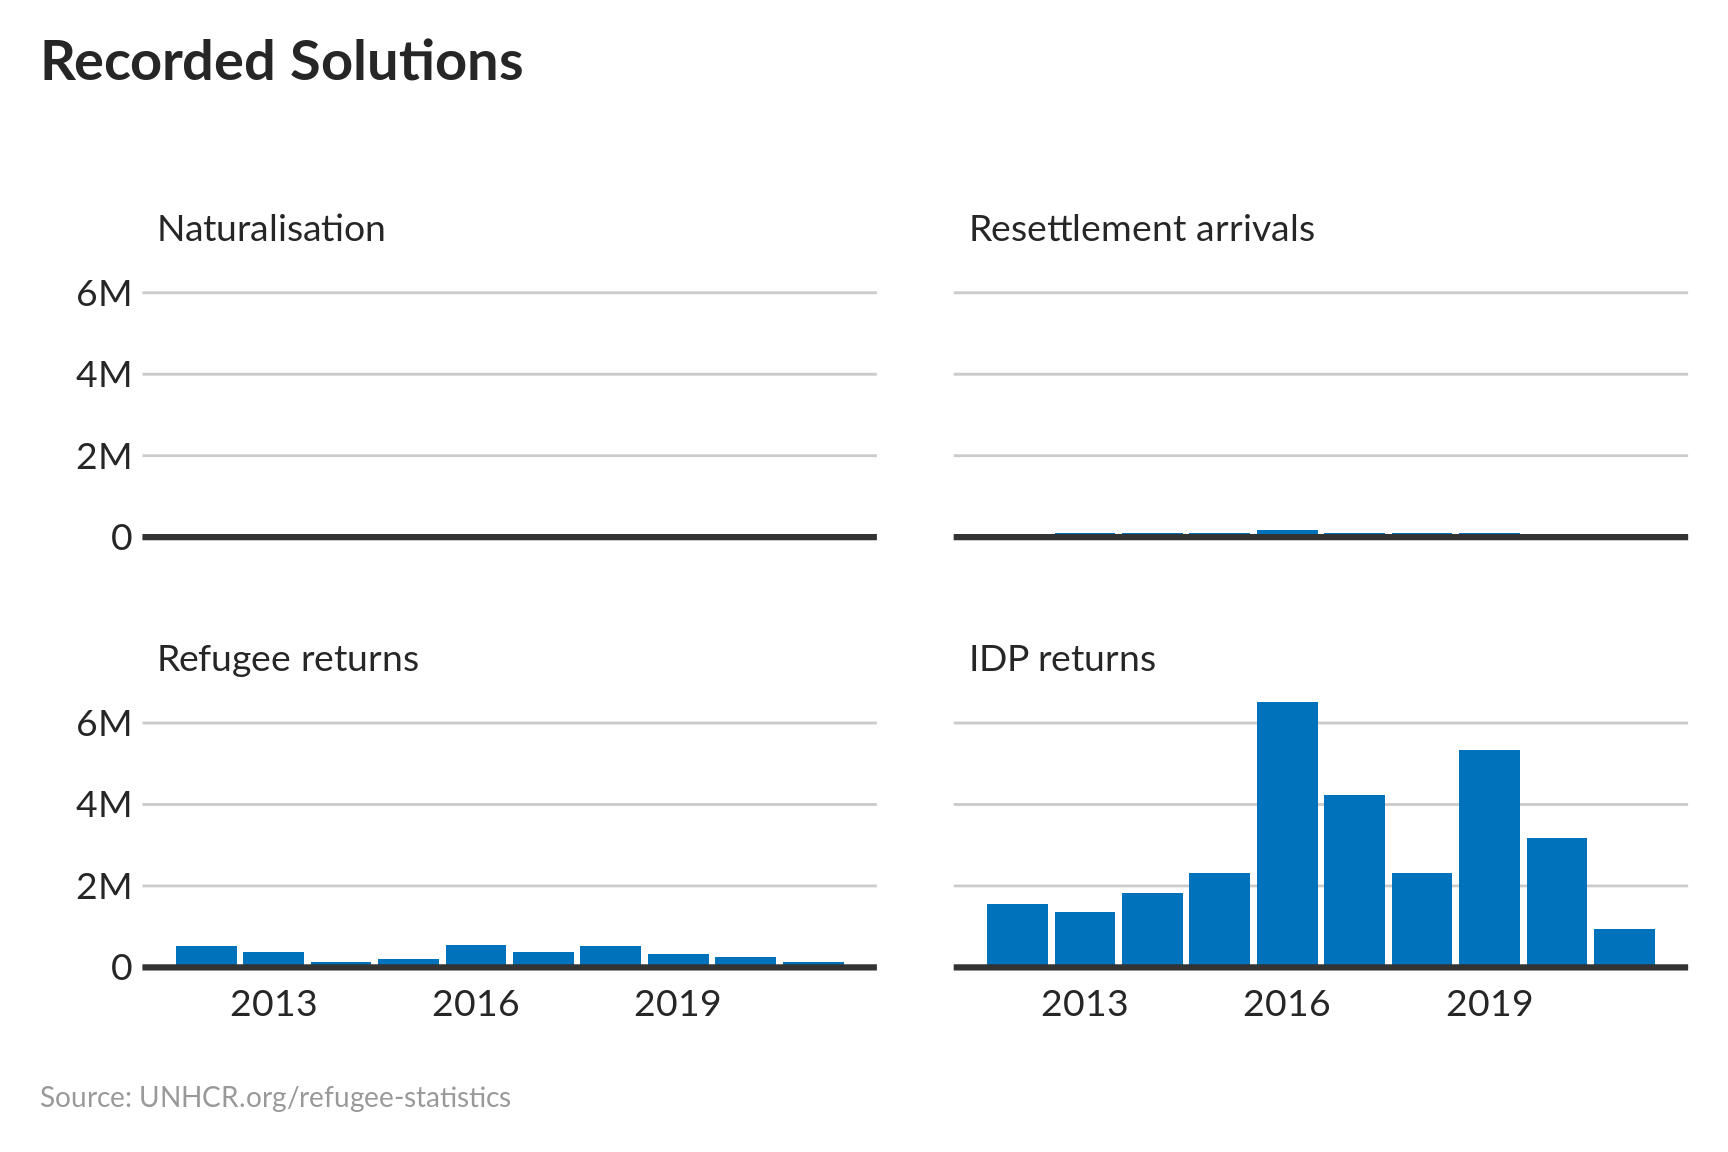 Recorded Solutions
Naturalisation
Resettlement arrivals
6M
4M
2M
0
Refugee returns
IDP returns
6M
4M
2M
0
2013 2016 2019
2013 2016 2019
Source: UNHCR.org/refugee-statistics